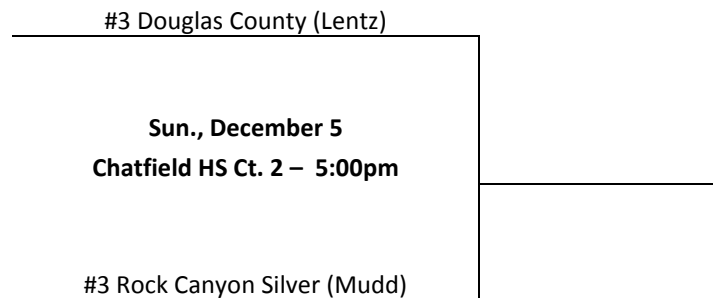 #3 Douglas County (Lentz)
Sun., December 5
Chatfield HS Ct. 2 – 5:00pm
#3 Rock Canyon Silver (Mudd)